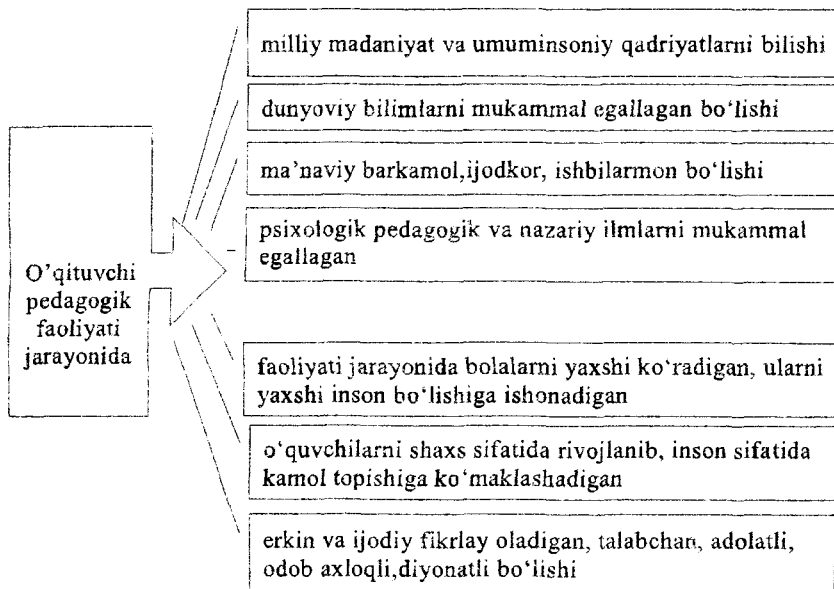 O'qituvchi
pedagogik
faoliyati
jarayonida
milliy madaniyat va umuminsoniy qadriyatlarni bilishi
dunyoviy bilimlarni mukammal egallagan bo‘lishi
ma’naviy barkamol,ijodkor, ishbilarmon bo‘lishi
psixologik pedagogik va nazariy ilmlarni mukammal
egallagan
faoliyati jarayonida bolalarni yaxshi ko‘radigan, ularni
yaxshi inson bo‘lishiga ishonadigan
o‘quvchilarni shaxs sifatida rivojlanib, inson sifatida
kamol topishiga ko‘maklashadigan
erkin va ijodiy fikrlay oladigan, talabchan, adolatli,
odob axloqli,diyonatli bo‘lishi